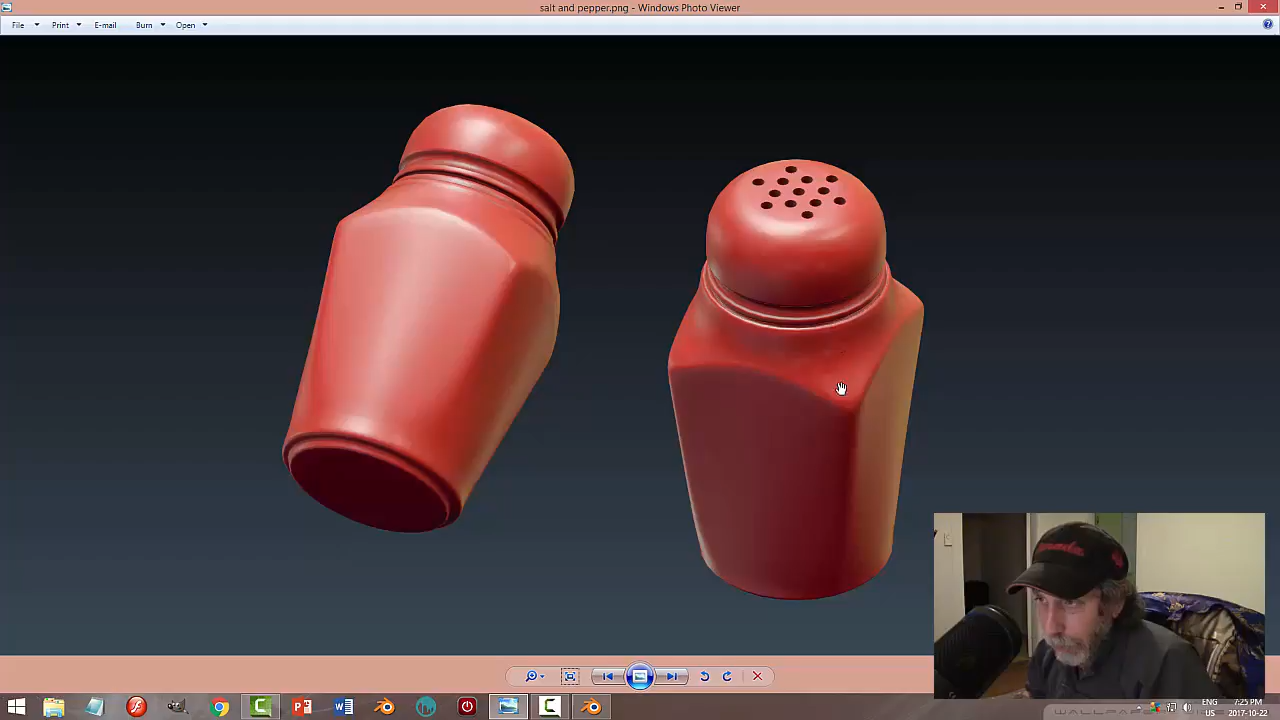 salt and pepper.png - Windows Photo Viewer
File Print E-mail Burn Open
ENG
7:25 PM
US
2017-10-22